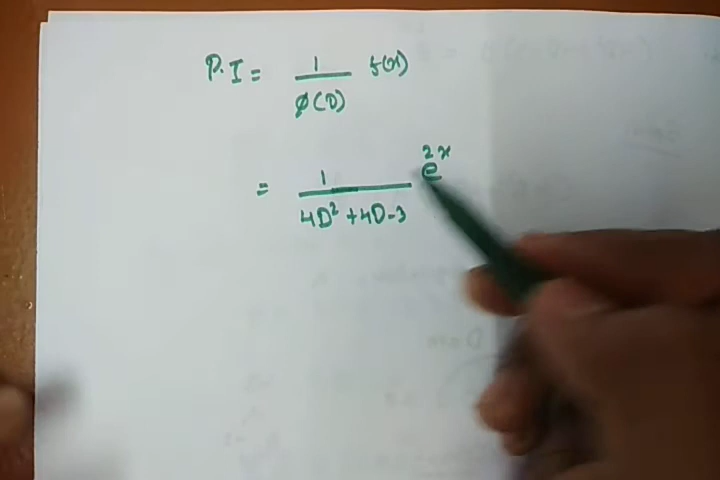 P.I = 1/ϕ(D) f(x)
= 1/(4D² + 4D - 3) e^{2x}